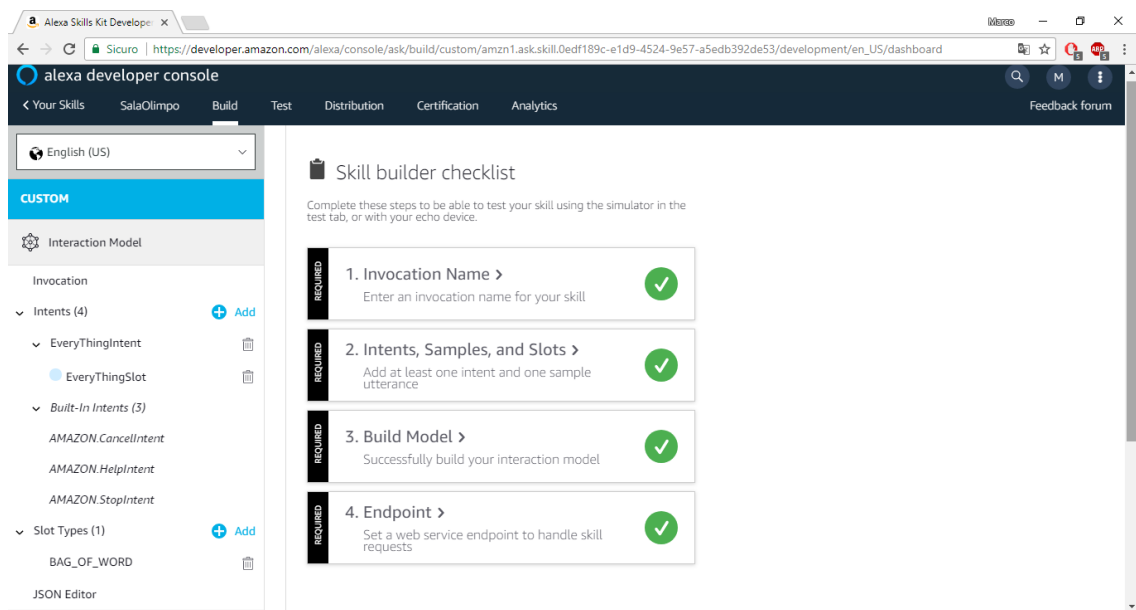 Alexa Skills Kit Develope
Marco
Sicuro | https://developer.amazon.com/alexa/console/ask/build/custom/amzn1.ask.skill.0edf189c-e1d9-4524-9e57-a5edb392de53/development/en_US/dashboard
alexa developer console
M
Your Skills SalaOlimpo Build Test Distribution Certification Analytics Feedback forum
English (US)
CUSTOM
Interaction Model
Invocation
Intents (4) Add
EveryThingIntent
EveryThingSlot
Built-In Intents (3)
AMAZON.CancelIntent
AMAZON.HelpIntent
AMAZON.StopIntent
Slot Types (1) Add
BAG_OF_WORD
JSON Editor
Skill builder checklist
Complete these steps to be able to test your skill using the simulator in the
test tab, or with your echo device.
REQUIRED
1. Invocation Name >
Enter an invocation name for your skill
REQUIRED
2. Intents, Samples, and Slots >
Add at least one intent and one sample
utterance
REQUIRED
3. Build Model >
Successfully build your interaction model
REQUIRED
4. Endpoint >
Set a web service endpoint to handle skill
requests